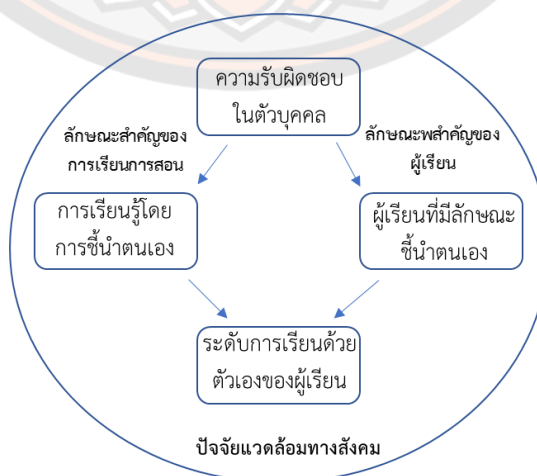 ความรับผิดชอบ
ในตัวบุคคล
ลักษณะสำคัญของ
การเรียนการสอน
ลักษณะพสำคัญของ
ผู้เรียน
การเรียนรู้โดย
การชี้นำตนเอง
ผู้เรียนที่มีลักษณะ
ชี้นำตนเอง
ระดับการเรียนด้วย
ตัวเองของผู้เรียน
ปัจจัยแวดล้อมทางสังคม